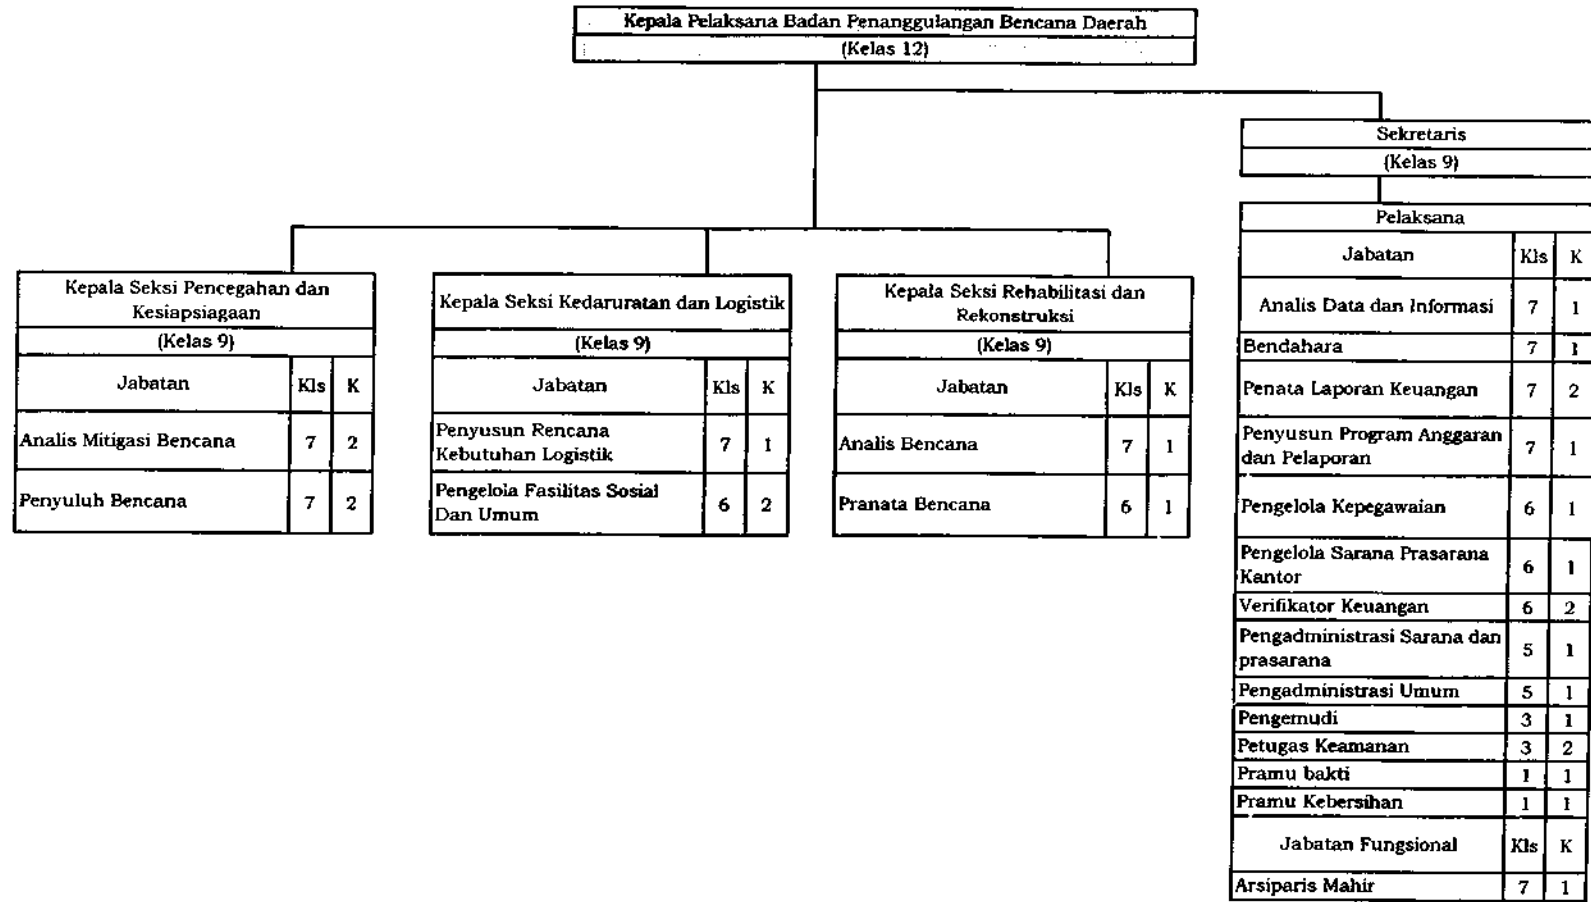 Kepala Pelaksana Badan Penanggulangan Bencana Daerah
(Kelas 12)
Sekretaris
(Kelas 9)
Kepala Seksi Pencegahan dan
Kesiapsiagaan
(Kelas 9)
Jabatan Kls K
Analis Mitigasi Bencana 7 2
Penyuluh Bencana 7 2
Kepala Seksi Kedaruratan dan Logistik
(Kelas 9)
Jabatan Kls K
Penyusun Rencana
Kebutuhan Logistik 7 1
Pengelola Fasilitas Sosial
Dan Umum 6 2
Kepala Seksi Rehabilitasi dan
Rekonstruksi
(Kelas 9)
Jabatan Kls K
Analis Bencana 7 1
Pranata Bencana 6 1
Pelaksana
Jabatan Kls K
Analis Data dan Informasi 7 1
Bendahara 7 1
Penata Laporan Keuangan 7 2
Penyusun Program Anggaran
dan Pelaporan 7 1
Pengelola Kepegawaian 6 1
Pengelola Sarana Prasarana
Kantor 6 1
Verifikator Keuangan 6 2
Pengadministrasi Sarana dan
prasarana 5 1
Pengadministrasi Umum 5 1
Pengemudi 3 1
Petugas Keamanan 3 2
Pramu bakti 1 1
Pramu Kebersihan 1 1
Jabatan Fungsional Kls K
Arsiparis Mahir 7 1